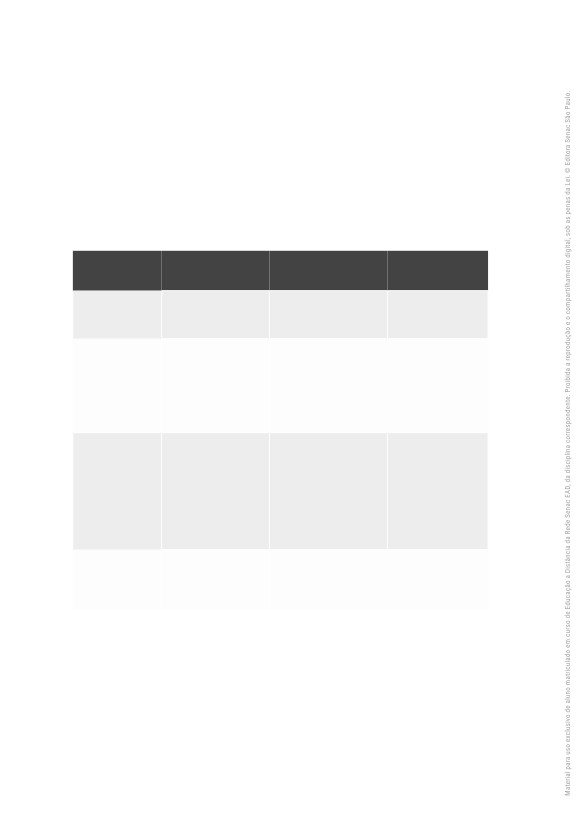 Material para uso exclusivo de aluno matriculado em curso de Educação a Distância da Rede Senac EAD, da disciplina correspondente. Proibida a reprodução e o compartilhamento digital, sob as penas da Lei. © Editora Senac São Paulo.